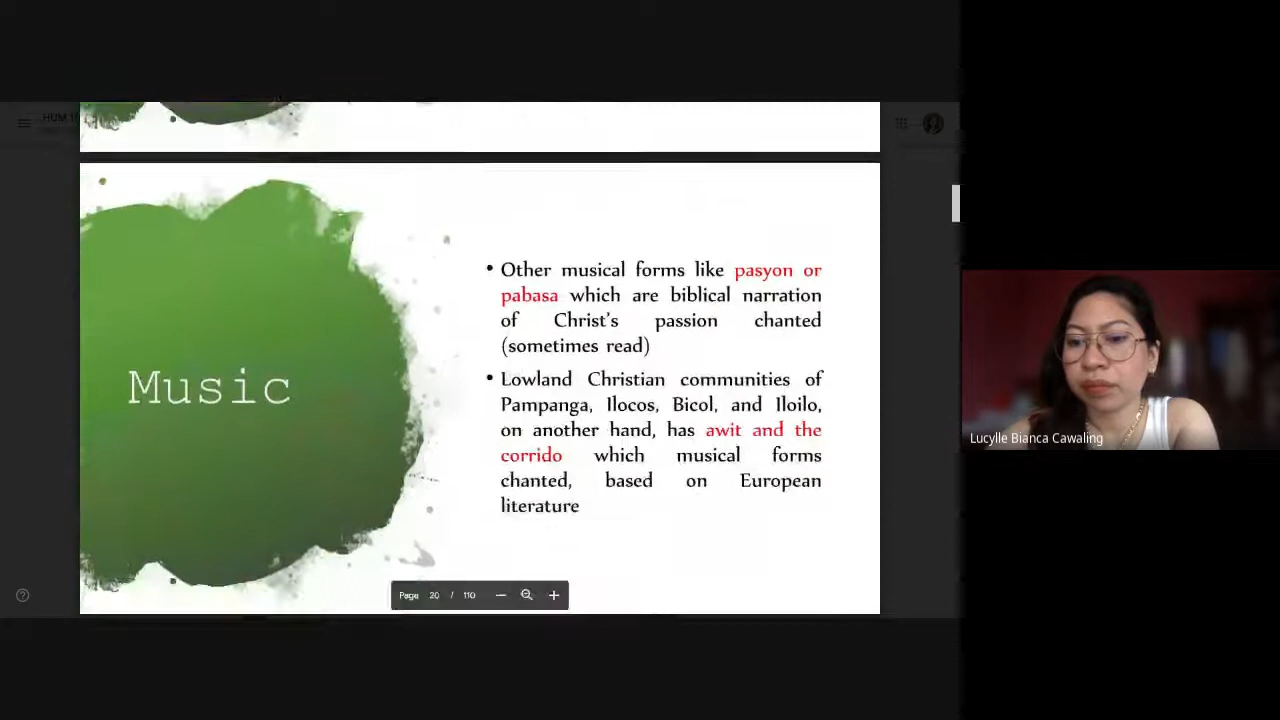 HUM 1
Music
• Other musical forms like pasyon or
pabasa which are biblical narration
of Christ's passion chanted
(sometimes read)
• Lowland Christian communities of
Pampanga, Ilocos, Bicol, and Iloilo,
on another hand, has awit and the
corrido which musical forms
chanted, based on European
literature
Page 20 / 110
Lucylle Bianca Cawaling